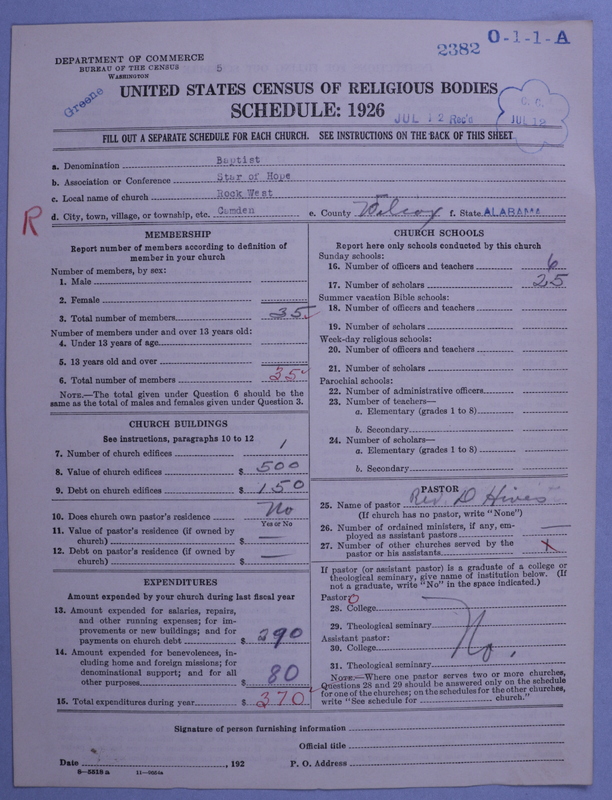 2382 O-1-1-A
DEPARTMENT OF COMMERCE
BUREAU OF THE CENSUS 5
WASHINGTON
Greene
UNITED STATES CENSUS OF RELIGIOUS BODIES
SCHEDULE: 1926
JUL 12 Rec'd
C. C.
JUL 12
FILL OUT A SEPARATE SCHEDULE FOR EACH CHURCH. SEE INSTRUCTIONS ON THE BACK OF THIS SHEET
a. Denomination Baptist
b. Association or Conference Star of Hope
c. Local name of church Rock West
d. City, town, village, or township, etc. Camden e. County Wilcox f. State ALABAMA
R
MEMBERSHIP
Report number of members according to definition of
member in your church
Number of members, by sex:
1. Male
2. Female
3. Total number of members 35
Number of members under and over 13 years old:
4. Under 13 years of age
5. 13 years old and over
6. Total number of members 35
NOTE.—The total given under Question 6 should be the
same as the total of males and females given under Question 3.
CHURCH BUILDINGS
See instructions, paragraphs 10 to 12
7. Number of church edifices 1
8. Value of church edifices $ 500
9. Debt on church edifices $ 150
10. Does church own pastor's residence No
Yes or No
11. Value of pastor's residence (if owned by
church) $ —
12. Debt on pastor's residence (if owned by
church) $ —
EXPENDITURES
Amount expended by your church during last fiscal year
13. Amount expended for salaries, repairs,
and other running expenses; for im-
provements or new buildings; and for
payments on church debt $ 290
14. Amount expended for benevolences, in-
cluding home and foreign missions; for
denominational support; and for all
other purposes $ 80
15. Total expenditures during year $ 370
CHURCH SCHOOLS
Report here only schools conducted by this church
Sunday schools:
16. Number of officers and teachers 6
17. Number of scholars 25
Summer vacation Bible schools:
18. Number of officers and teachers
19. Number of scholars
Week-day religious schools:
20. Number of officers and teachers
21. Number of scholars
Parochial schools:
22. Number of administrative officers
23. Number of teachers—
a. Elementary (grades 1 to 8)
b. Secondary
24. Number of scholars—
a. Elementary (grades 1 to 8)
b. Secondary
PASTOR
25. Name of pastor Rev. D Hives
(If church has no pastor, write "None")
26. Number of ordained ministers, if any, em-
ployed as assistant pastors —
27. Number of other churches served by the
pastor or his assistants X
If pastor (or assistant pastor) is a graduate of a college or
theological seminary, give name of institution below. (If
not a graduate, write "No" in the space indicated.)
Pastor: 0
28. College
29. Theological seminary
Assistant pastor: No.
30. College
31. Theological seminary
NOTE.—Where one pastor serves two or more churches,
Questions 28 and 29 should be answered only on the schedule
for one of the churches; on the schedules for the other churches,
write "See schedule for church."
Signature of person furnishing information
Official title
Date , 192 P. O. Address
8—5518 a 11—9054a